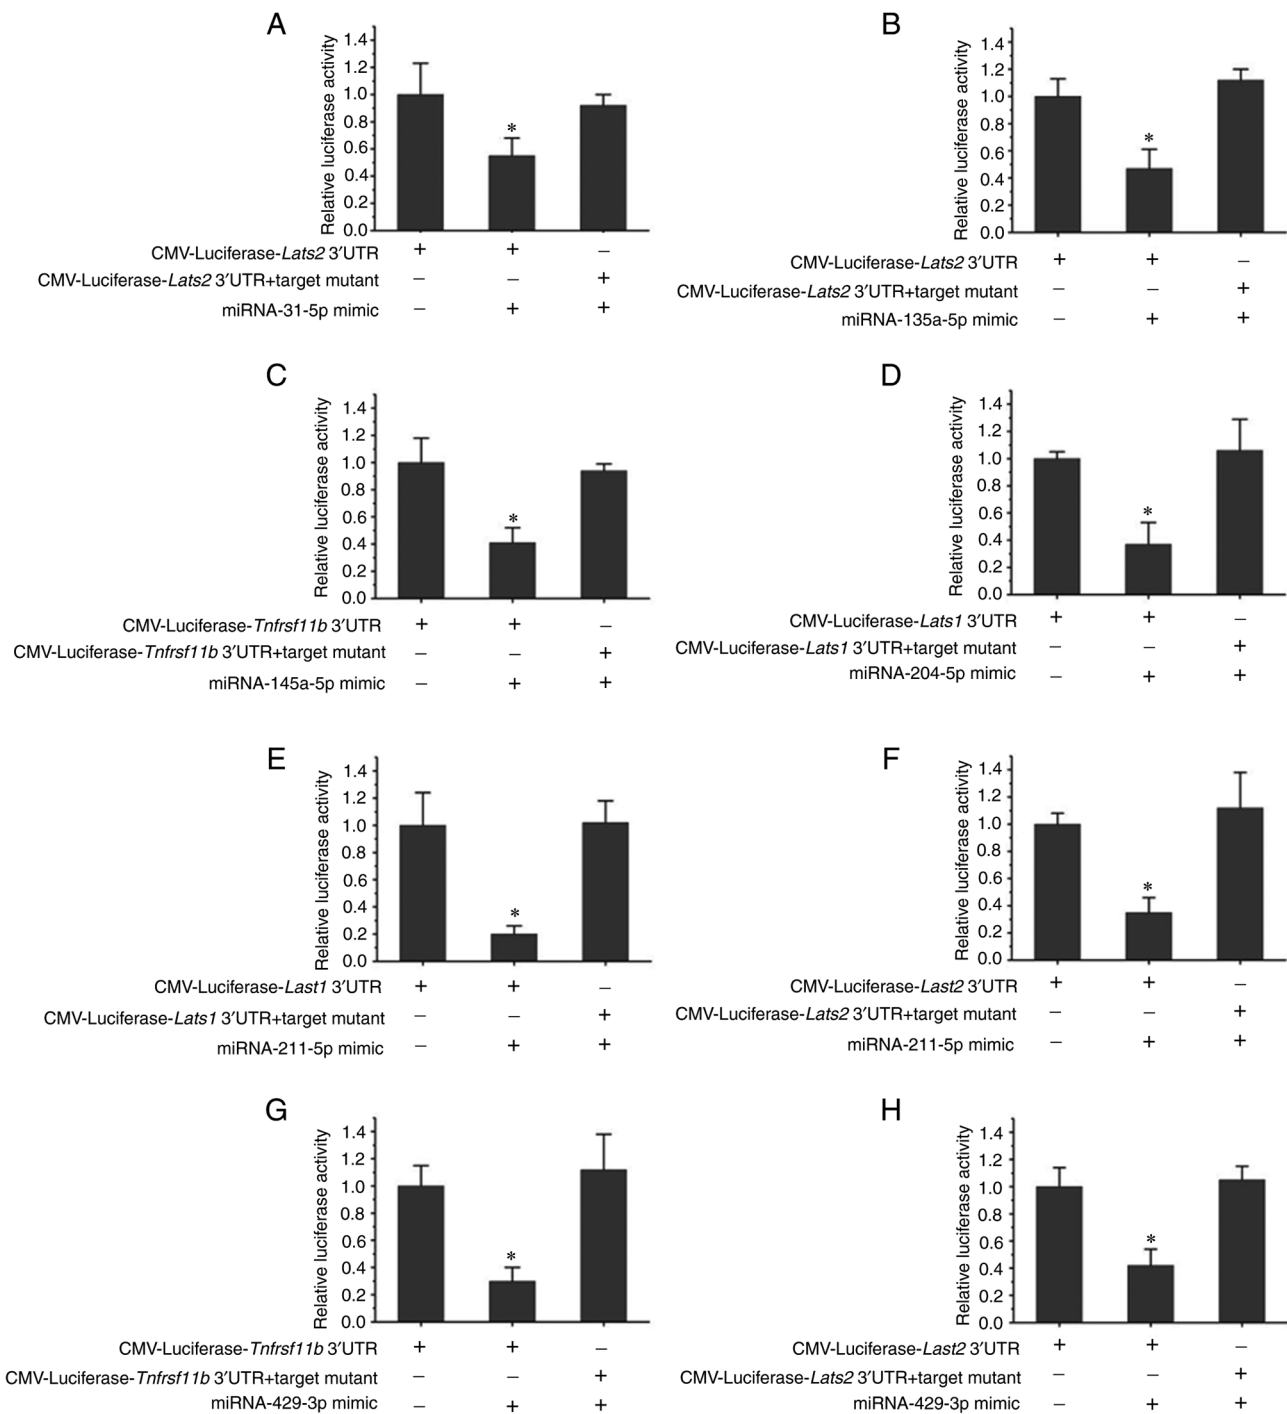 A
Relative luciferase activity
1.4
1.2
1.0
0.8
0.6
0.4
0.2
0.0
*
CMV-Luciferase-Lats2 3′UTR + + –
CMV-Luciferase-Lats2 3′UTR+target mutant – – +
miRNA-31-5p mimic – + +
B
Relative luciferase activity
1.4
1.2
1.0
0.8
0.6
0.4
0.2
0.0
*
CMV-Luciferase-Lats2 3′UTR + + –
CMV-Luciferase-Lats2 3′UTR+target mutant – – +
miRNA-135a-5p mimic – + +
C
Relative luciferase activity
1.4
1.2
1.0
0.8
0.6
0.4
0.2
0.0
*
CMV-Luciferase-Tnfrsf11b 3′UTR + + –
CMV-Luciferase-Tnfrsf11b 3′UTR+target mutant – – +
miRNA-145a-5p mimic – + +
D
Relative luciferase activity
1.4
1.2
1.0
0.8
0.6
0.4
0.2
0.0
*
CMV-Luciferase-Lats1 3′UTR + + –
CMV-Luciferase-Lats1 3′UTR+target mutant – – +
miRNA-204-5p mimic – + +
E
Relative luciferase activity
1.4
1.2
1.0
0.8
0.6
0.4
0.2
0.0
*
CMV-Luciferase-Last1 3′UTR + + –
CMV-Luciferase-Lats1 3′UTR+target mutant – – +
miRNA-211-5p mimic – + +
F
Relative luciferase activity
1.4
1.2
1.0
0.8
0.6
0.4
0.2
0.0
*
CMV-Luciferase-Last2 3′UTR + + –
CMV-Luciferase-Lats2 3′UTR+target mutant – – +
miRNA-211-5p mimic – + +
G
Relative luciferase activity
1.4
1.2
1.0
0.8
0.6
0.4
0.2
0.0
*
CMV-Luciferase-Tnfrsf11b 3′UTR + + –
CMV-Luciferase-Tnfrsf11b 3′UTR+target mutant – – +
miRNA-429-3p mimic – + +
H
Relative luciferase activity
1.4
1.2
1.0
0.8
0.6
0.4
0.2
0.0
*
CMV-Luciferase-Last2 3′UTR + + –
CMV-Luciferase-Lats2 3′UTR+target mutant – – +
miRNA-429-3p mimic – + +